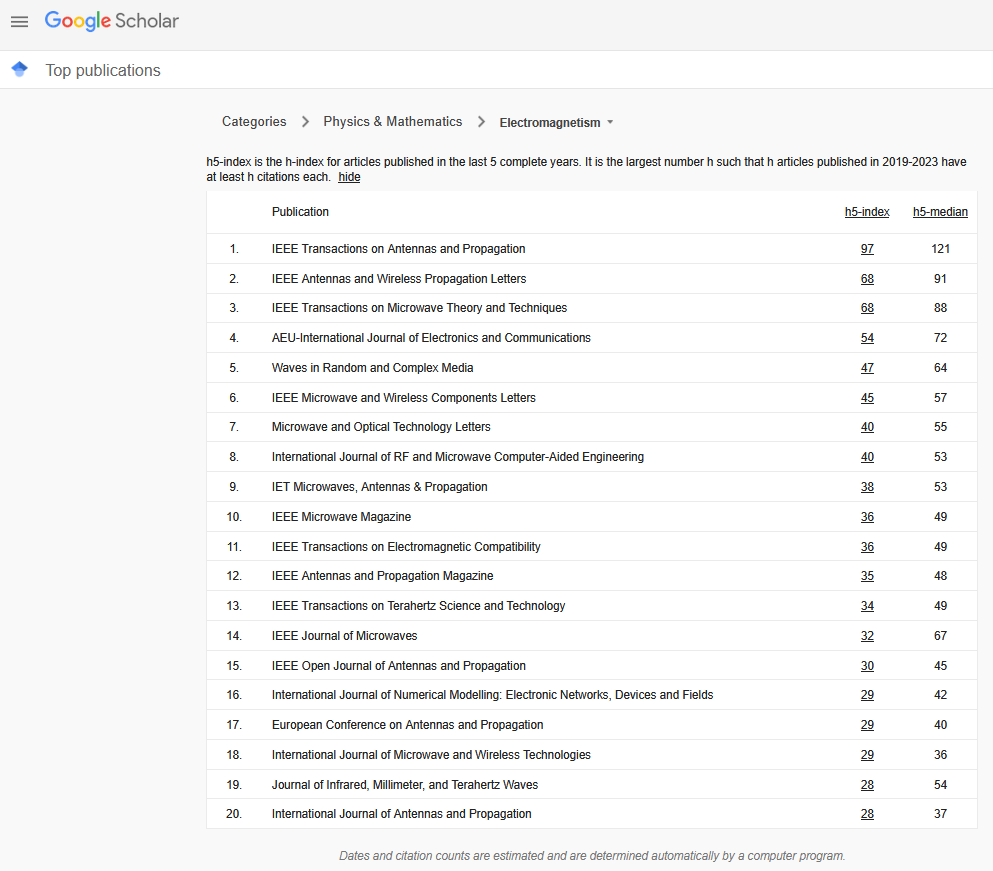 Google Scholar
Top publications
Categories Physics & Mathematics Electromagnetism
h5-index is the h-index for articles published in the last 5 complete years. It is the largest number h such that h articles published in 2019-2023 have
at least h citations each. hide
Publication h5-index h5-median
1. IEEE Transactions on Antennas and Propagation 97 121
2. IEEE Antennas and Wireless Propagation Letters 68 91
3. IEEE Transactions on Microwave Theory and Techniques 68 88
4. AEU-International Journal of Electronics and Communications 54 72
5. Waves in Random and Complex Media 47 64
6. IEEE Microwave and Wireless Components Letters 45 57
7. Microwave and Optical Technology Letters 40 55
8. International Journal of RF and Microwave Computer-Aided Engineering 40 53
9. IET Microwaves, Antennas & Propagation 38 53
10. IEEE Microwave Magazine 36 49
11. IEEE Transactions on Electromagnetic Compatibility 36 49
12. IEEE Antennas and Propagation Magazine 35 48
13. IEEE Transactions on Terahertz Science and Technology 34 49
14. IEEE Journal of Microwaves 32 67
15. IEEE Open Journal of Antennas and Propagation 30 45
16. International Journal of Numerical Modelling: Electronic Networks, Devices and Fields 29 42
17. European Conference on Antennas and Propagation 29 40
18. International Journal of Microwave and Wireless Technologies 29 36
19. Journal of Infrared, Millimeter, and Terahertz Waves 28 54
20. International Journal of Antennas and Propagation 28 37
Dates and citation counts are estimated and are determined automatically by a computer program.